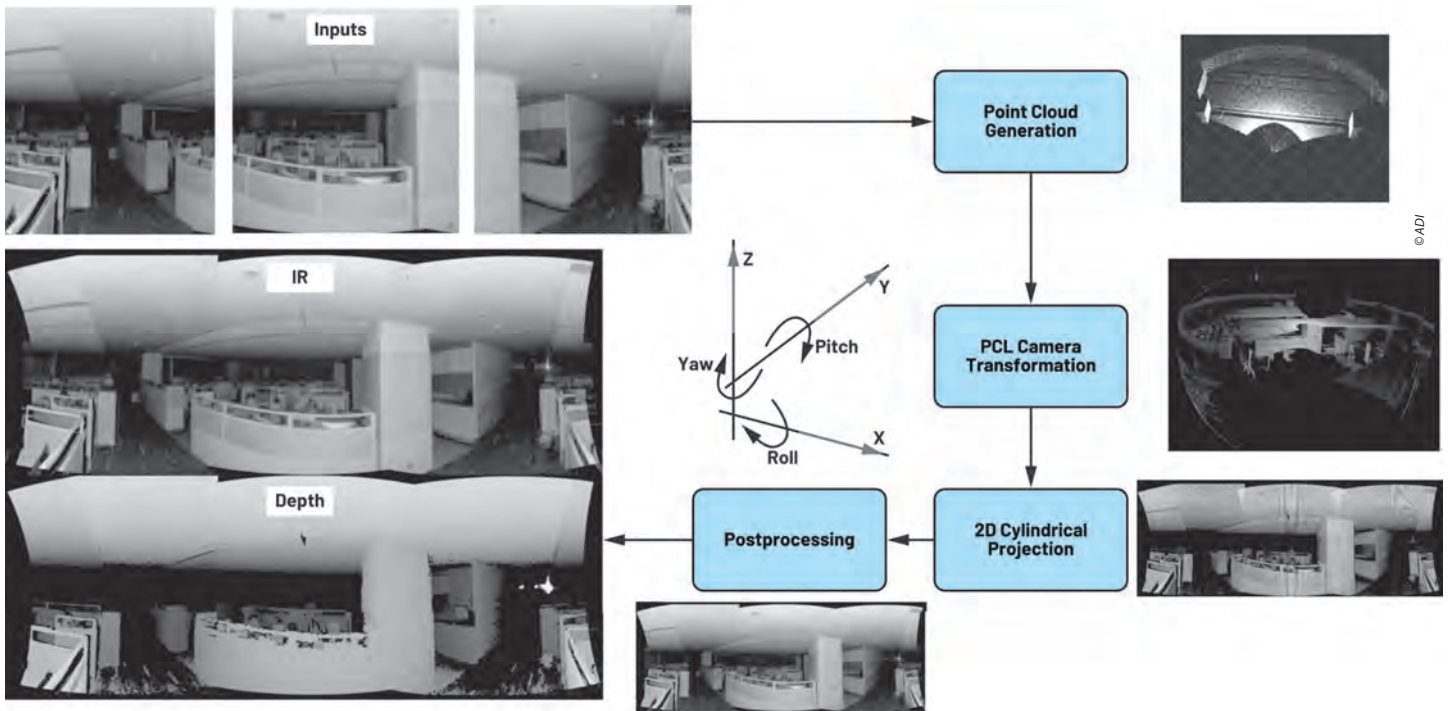 Inputs
Point Cloud
Generation
©ADI
IR
Z
Y
Pitch
Yaw
X
Roll
PCL Camera
Transformation
Depth
Postprocessing
2D Cylindrical
Projection